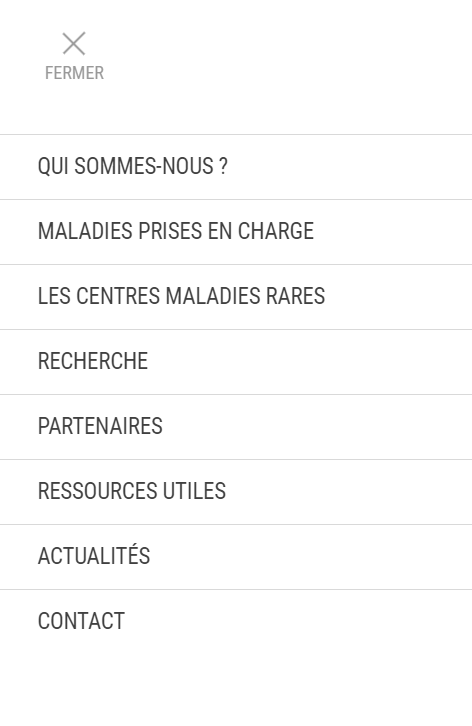 FERMER
QUI SOMMES-NOUS ?
MALADIES PRISES EN CHARGE
LES CENTRES MALADIES RARES
RECHERCHE
PARTENAIRES
RESSOURCES UTILES
ACTUALITÉS
CONTACT